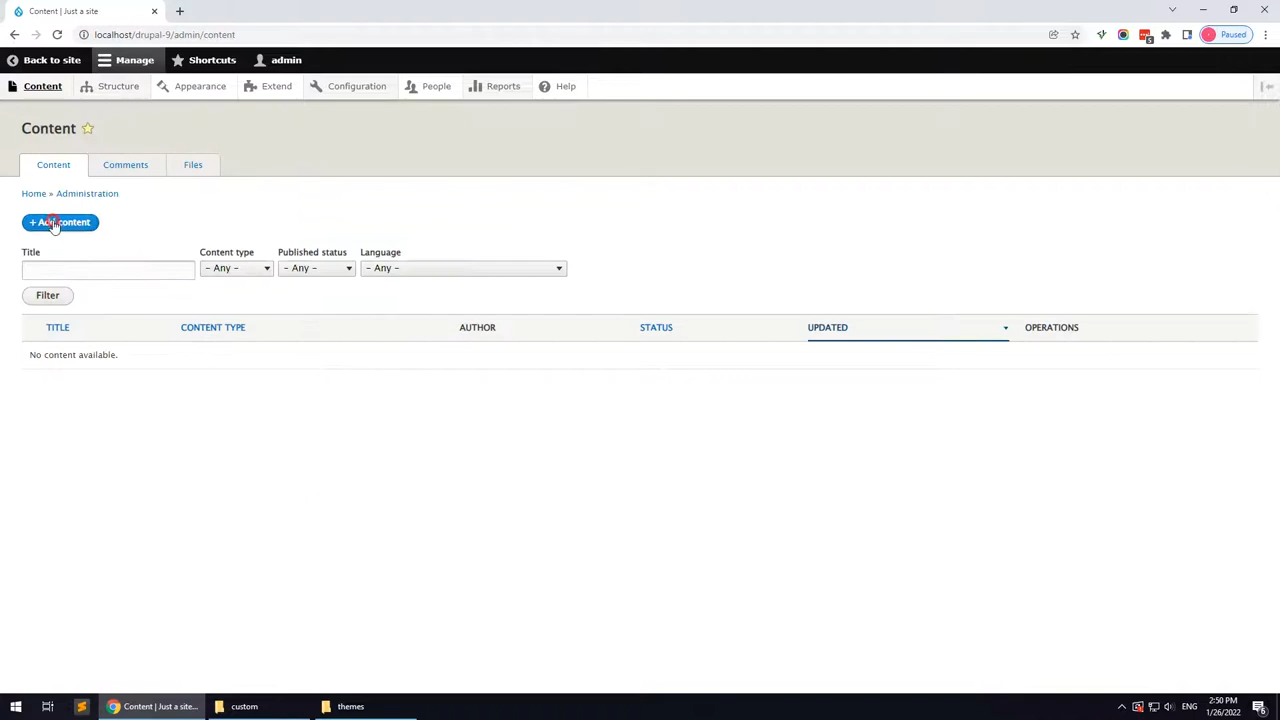 Content | Just a site
localhost/drupal-9/admin/content
Paused
5
Back to site
Manage
Shortcuts
admin
Content
Structure
Appearance
Extend
Configuration
People
Reports
Help
Content
Content
Comments
Files
Home » Administration
+ Add content
Title
Content type
Published status
Language
- Any -
- Any -
- Any -
Filter
TITLE
CONTENT TYPE
AUTHOR
STATUS
UPDATED
OPERATIONS
No content available.
Content | Just a site...
custom
themes
ENG
2:50 PM
1/26/2022
6